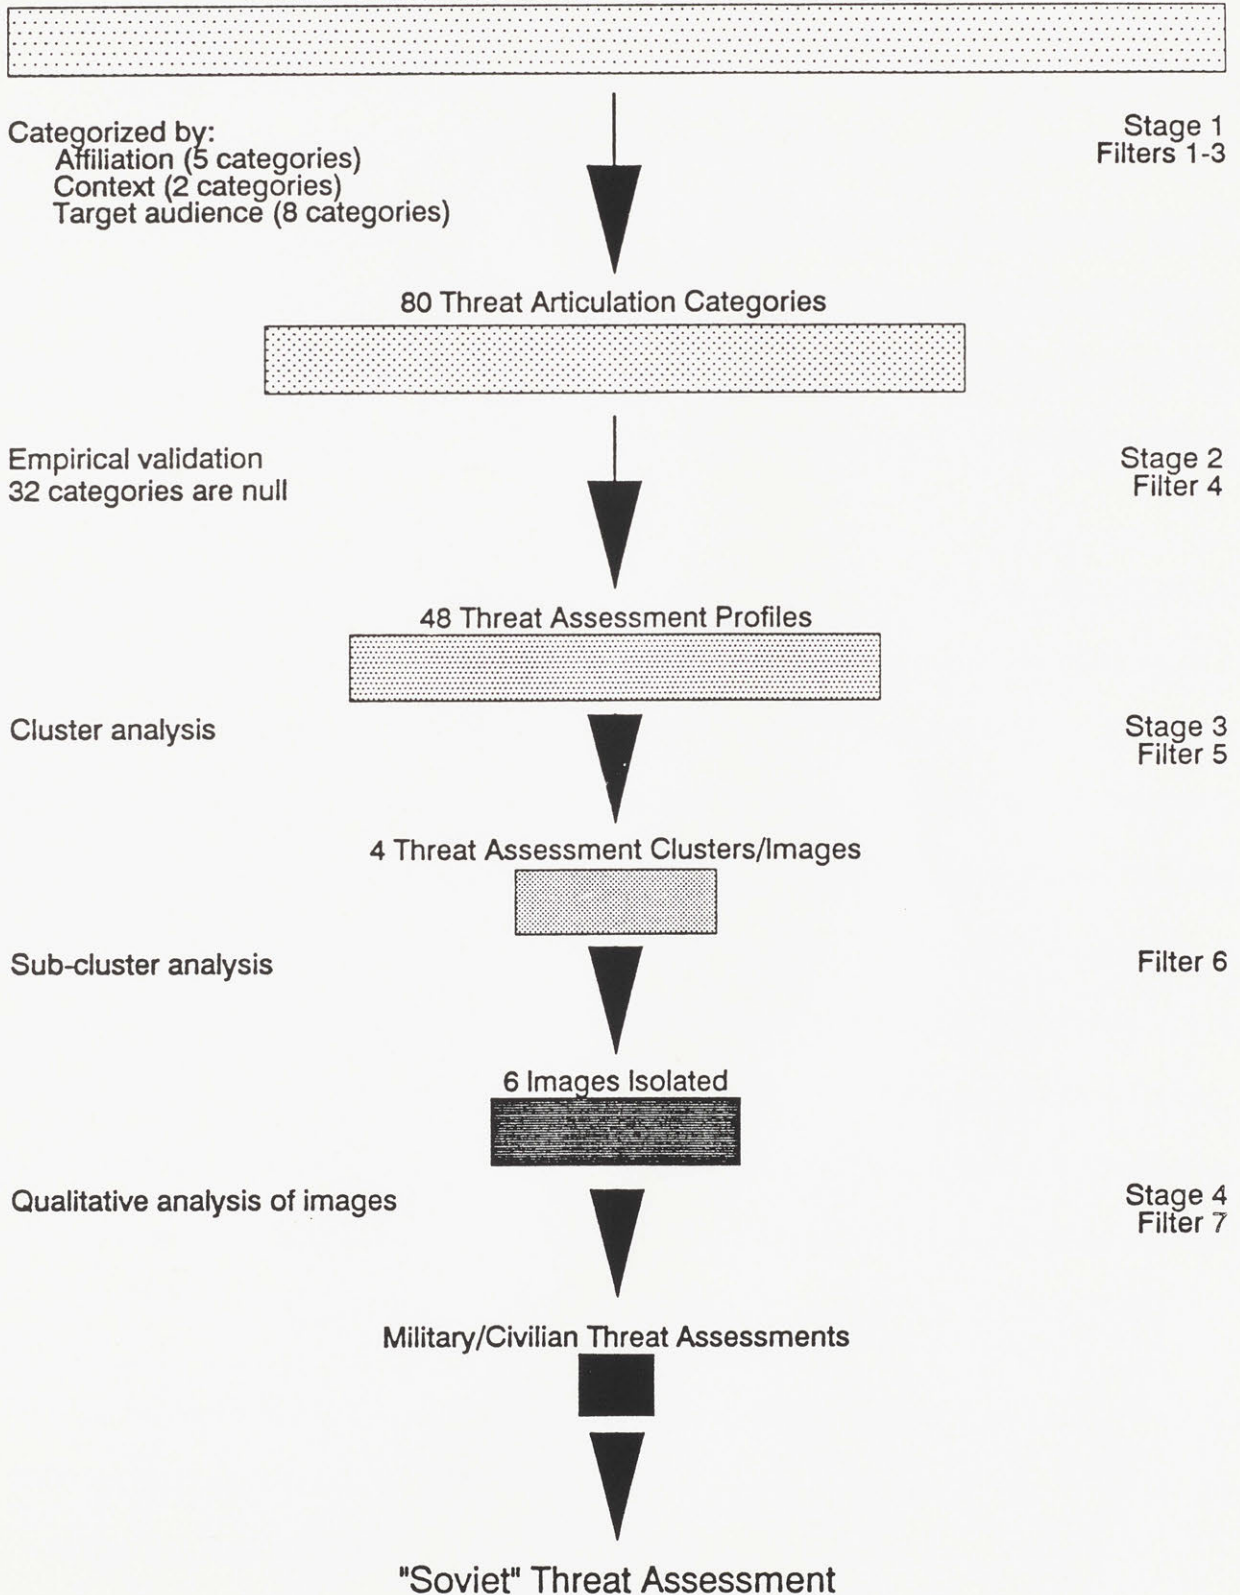 Categorized by:
Affiliation (5 categories)
Context (2 categories)
Target audience (8 categories)
Stage 1
Filters 1-3
80 Threat Articulation Categories
Empirical validation
32 categories are null
Stage 2
Filter 4
48 Threat Assessment Profiles
Cluster analysis
Stage 3
Filter 5
4 Threat Assessment Clusters/Images
Sub-cluster analysis
Filter 6
6 Images Isolated
Qualitative analysis of images
Stage 4
Filter 7
Military/Civilian Threat Assessments
"Soviet" Threat Assessment